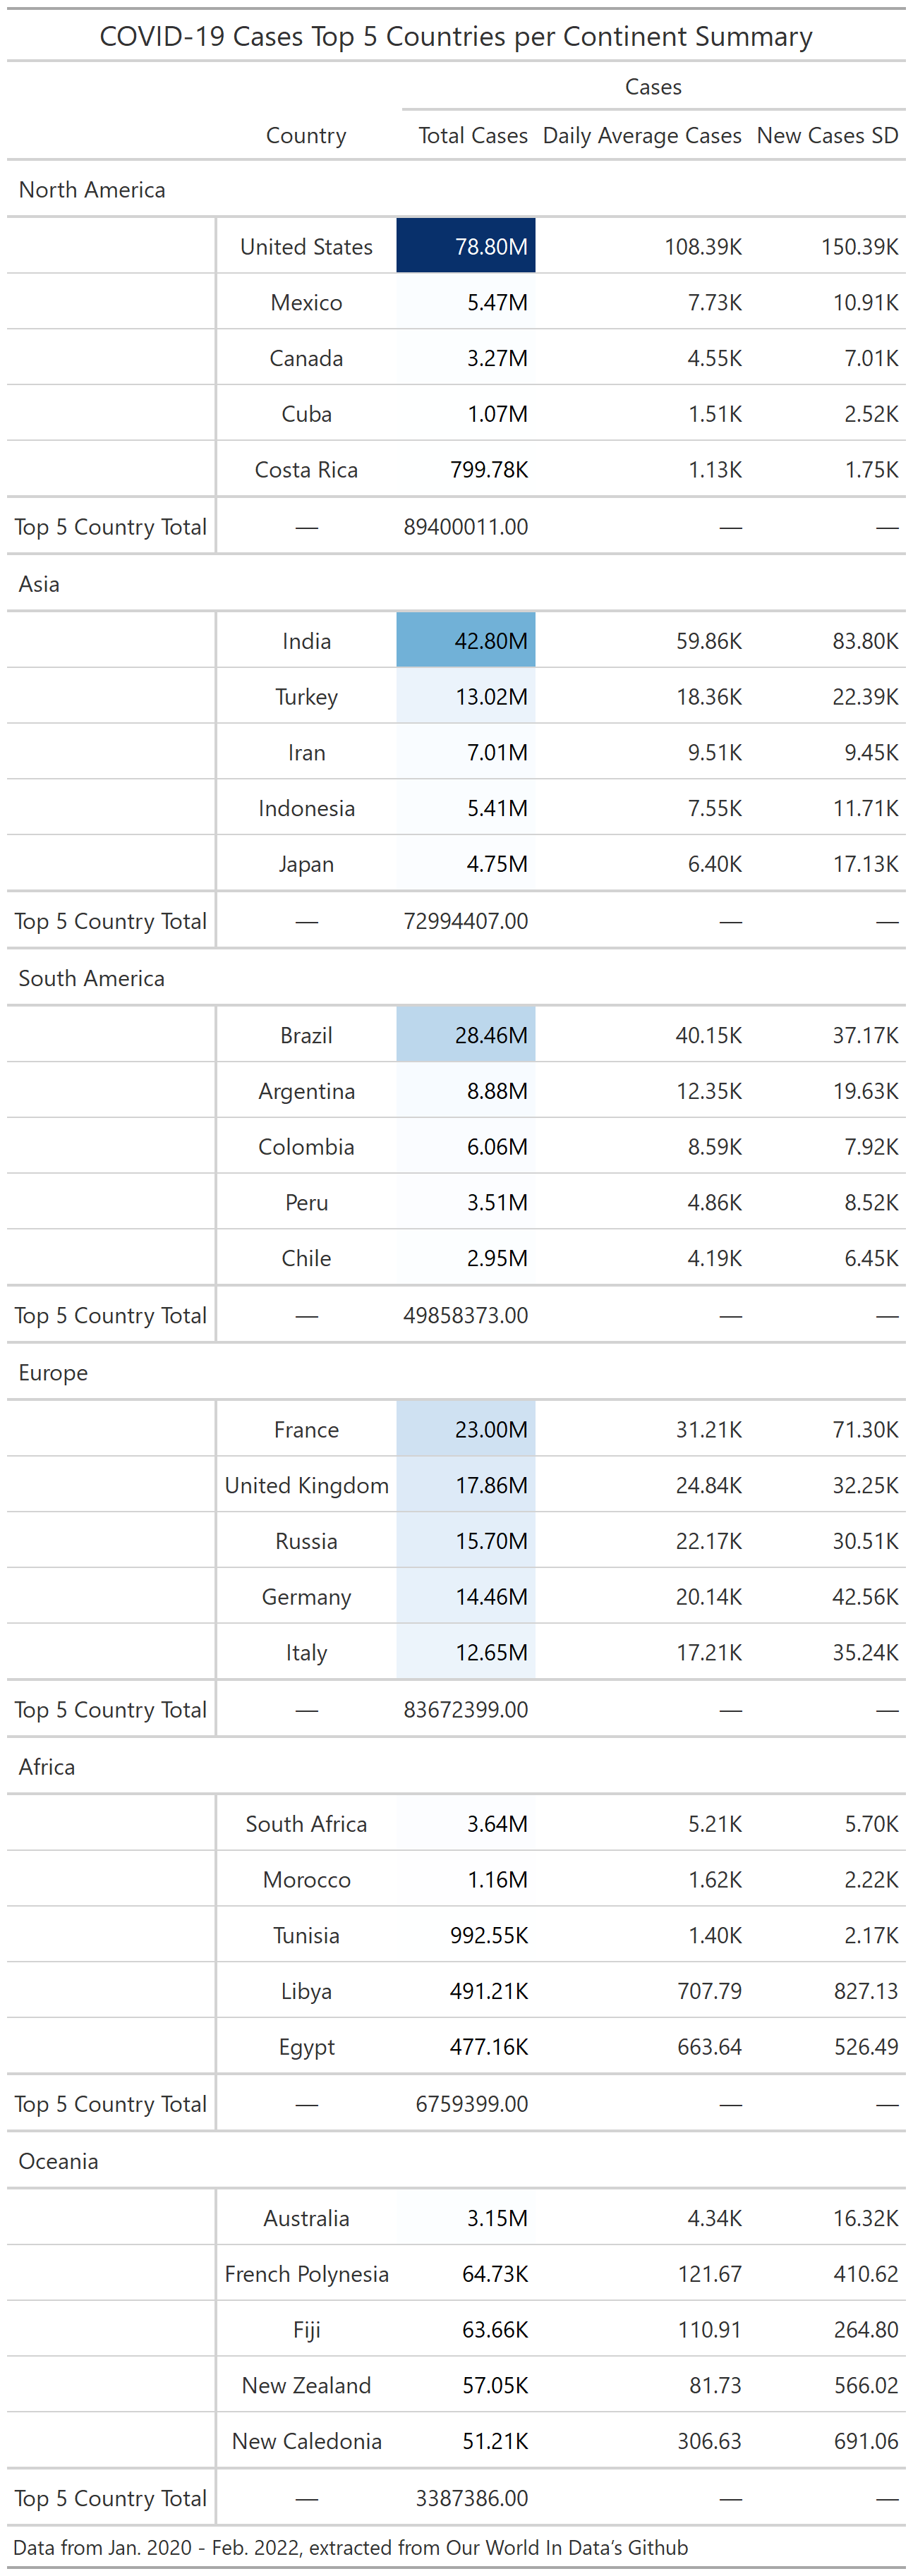 COVID-19 Cases Top 5 Countries per Continent Summary
Cases
Country Total Cases Daily Average Cases New Cases SD
North America
United States 78.80M 108.39K 150.39K
Mexico 5.47M 7.73K 10.91K
Canada 3.27M 4.55K 7.01K
Cuba 1.07M 1.51K 2.52K
Costa Rica 799.78K 1.13K 1.75K
Top 5 Country Total — 89400011.00 — —
Asia
India 42.80M 59.86K 83.80K
Turkey 13.02M 18.36K 22.39K
Iran 7.01M 9.51K 9.45K
Indonesia 5.41M 7.55K 11.71K
Japan 4.75M 6.40K 17.13K
Top 5 Country Total — 72994407.00 — —
South America
Brazil 28.46M 40.15K 37.17K
Argentina 8.88M 12.35K 19.63K
Colombia 6.06M 8.59K 7.92K
Peru 3.51M 4.86K 8.52K
Chile 2.95M 4.19K 6.45K
Top 5 Country Total — 49858373.00 — —
Europe
France 23.00M 31.21K 71.30K
United Kingdom 17.86M 24.84K 32.25K
Russia 15.70M 22.17K 30.51K
Germany 14.46M 20.14K 42.56K
Italy 12.65M 17.21K 35.24K
Top 5 Country Total — 83672399.00 — —
Africa
South Africa 3.64M 5.21K 5.70K
Morocco 1.16M 1.62K 2.22K
Tunisia 992.55K 1.40K 2.17K
Libya 491.21K 707.79 827.13
Egypt 477.16K 663.64 526.49
Top 5 Country Total — 6759399.00 — —
Oceania
Australia 3.15M 4.34K 16.32K
French Polynesia 64.73K 121.67 410.62
Fiji 63.66K 110.91 264.80
New Zealand 57.05K 81.73 566.02
New Caledonia 51.21K 306.63 691.06
Top 5 Country Total — 3387386.00 — —
Data from Jan. 2020 - Feb. 2022, extracted from Our World In Data’s Github